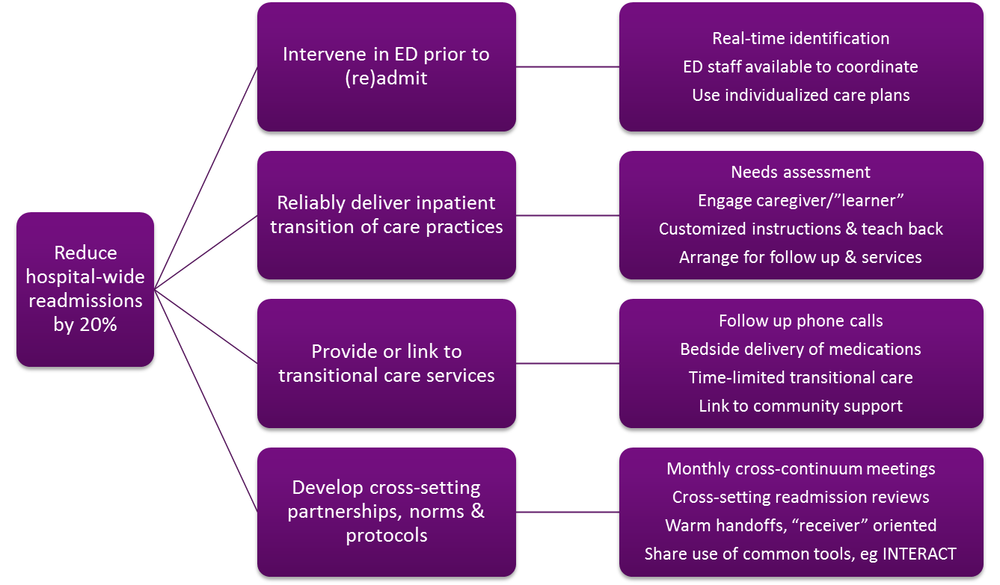 Reduce
hospital-wide
readmissions
by 20%
Intervene in ED prior to
(re)admit
Real-time identification
ED staff available to coordinate
Use individualized care plans
Reliably deliver inpatient
transition of care practices
Needs assessment
Engage caregiver/”learner”
Customized instructions & teach back
Arrange for follow up & services
Provide or link to
transitional care services
Follow up phone calls
Bedside delivery of medications
Time-limited transitional care
Link to community support
Develop cross-setting
partnerships, norms &
protocols
Monthly cross-continuum meetings
Cross-setting readmission reviews
Warm handoffs, “receiver” oriented
Share use of common tools, eg INTERACT